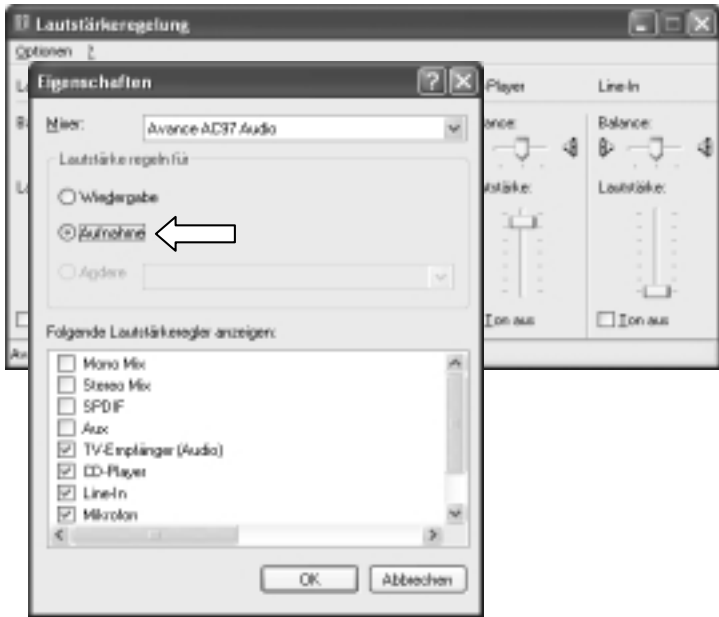 Lautstärkeregelung
Optionen ?
Eigenschaften
Mixer: Avance AC97 Audio
Lautstärke regeln für
Wiedergabe
Aufnahme
Andere
Folgende Lautstärkeregler anzeigen:
Mono Mix
Stereo Mix
SPDIF
Aux
TV-Empfänger (Audio)
CD-Player
Line-In
Mikrofon
OK Abbrechen
-Player Line-In
ance: Balance:
utstärke: Lautstärke:
Ton aus Ton aus